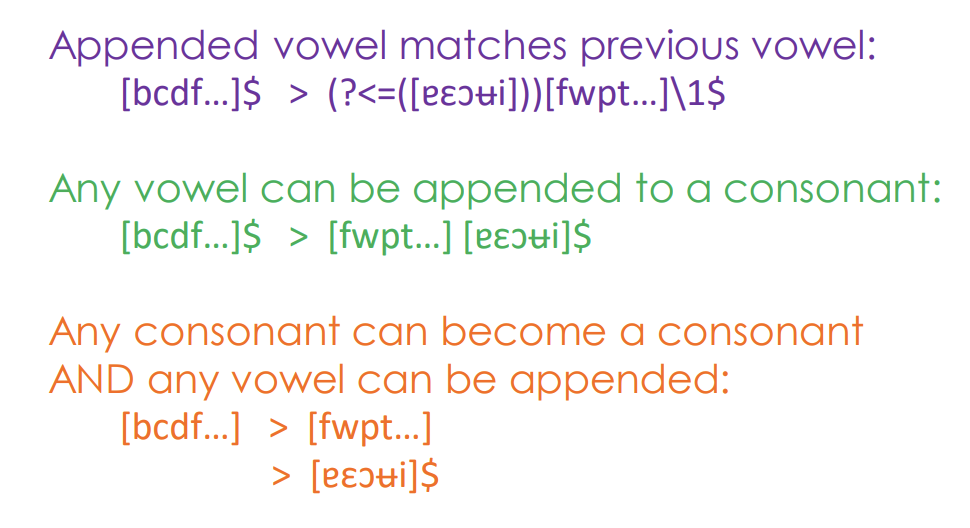 Appended vowel matches previous vowel:
[bcdf...]$ > (?<=([ɐɛɔʉi]))[fwpt...]\1$
Any vowel can be appended to a consonant:
[bcdf...]$ > [fwpt...] [ɐɛɔʉi]$
Any consonant can become a consonant
AND any vowel can be appended:
[bcdf...] > [fwpt...]
> [ɐɛɔʉi]$